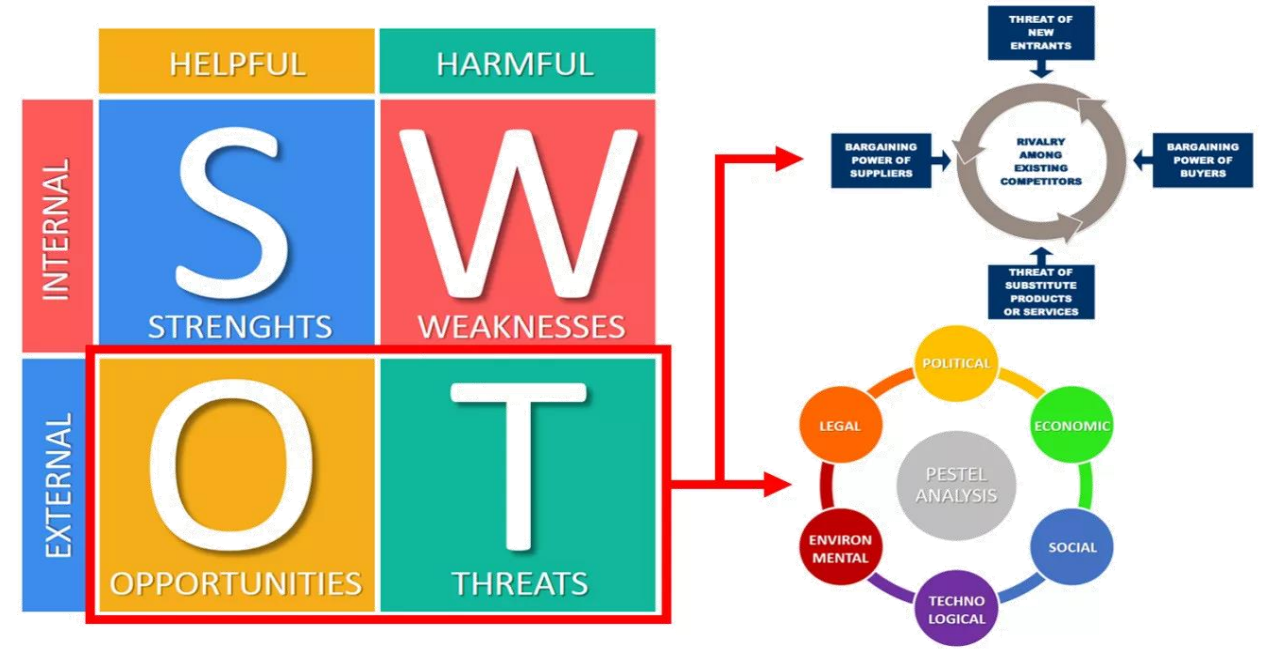 HELPFUL
HARMFUL
INTERNAL
S
STRENGHTS
W
WEAKNESSES
EXTERNAL
O
OPPORTUNITIES
T
THREATS
THREAT OF
NEW
ENTRANTS
BARGAINING
POWER OF
SUPPLIERS
RIVALRY
AMONG
EXISTING
COMPETITORS
BARGAINING
POWER OF
BUYERS
THREAT OF
SUBSTITUTE
PRODUCTS
OR SERVICES
POLITICAL
LEGAL
ECONOMIC
PESTEL
ANALYSIS
ENVIRON
MENTAL
SOCIAL
TECHNO
LOGICAL